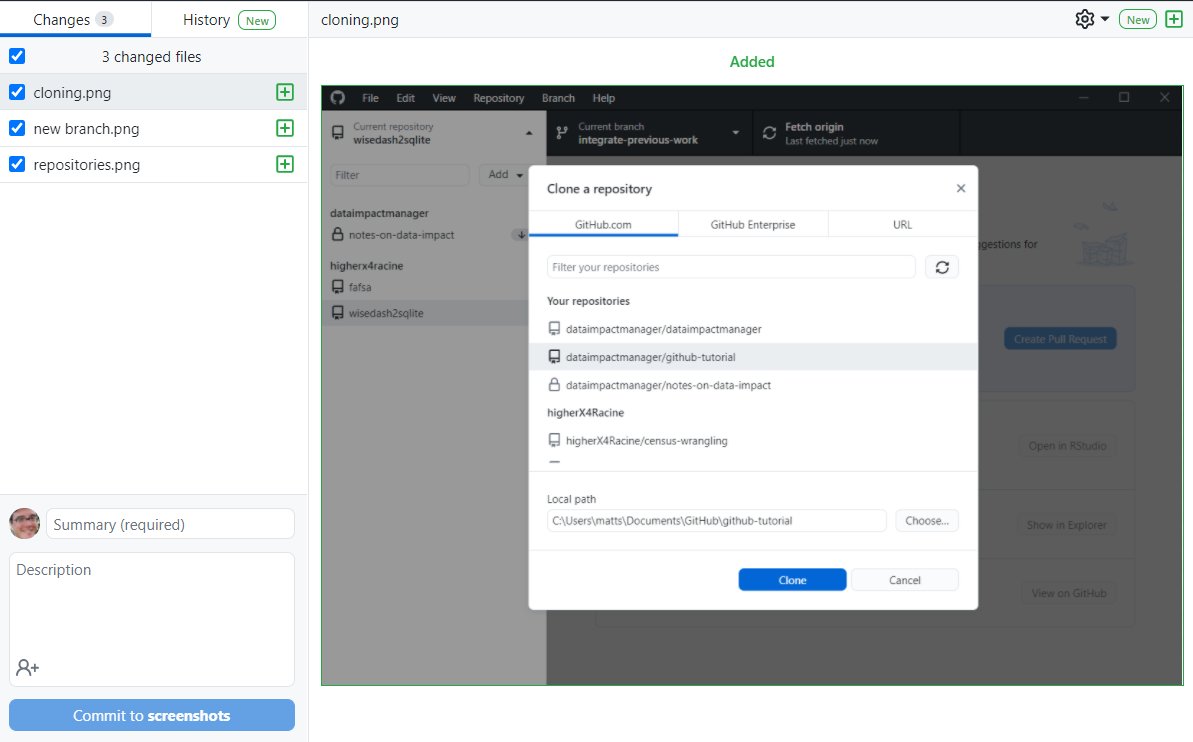 Changes 3
History New
cloning.png
New
3 changed files
cloning.png
new branch.png
repositories.png
Summary (required)
Description
Commit to screenshots
Added
File Edit View Repository Branch Help
Current repository
wisedash2sqlite
Current branch
integrate-previous-work
Fetch origin
Last fetched just now
Filter
Add
dataimpactmanager
notes-on-data-impact
higherx4racine
fafsa
wisedash2sqlite
Clone a repository
GitHub.com
GitHub Enterprise
URL
Filter your repositories
Your repositories
dataimpactmanager/dataimpactmanager
dataimpactmanager/github-tutorial
dataimpactmanager/notes-on-data-impact
higherX4Racine
higherX4Racine/census-wrangling
Local path
C:\Users\matts\Documents\GitHub\github-tutorial
Choose...
Clone
Cancel
ggestions for
Create Pull Request
Open in RStudio
Show in Explorer
View on GitHub